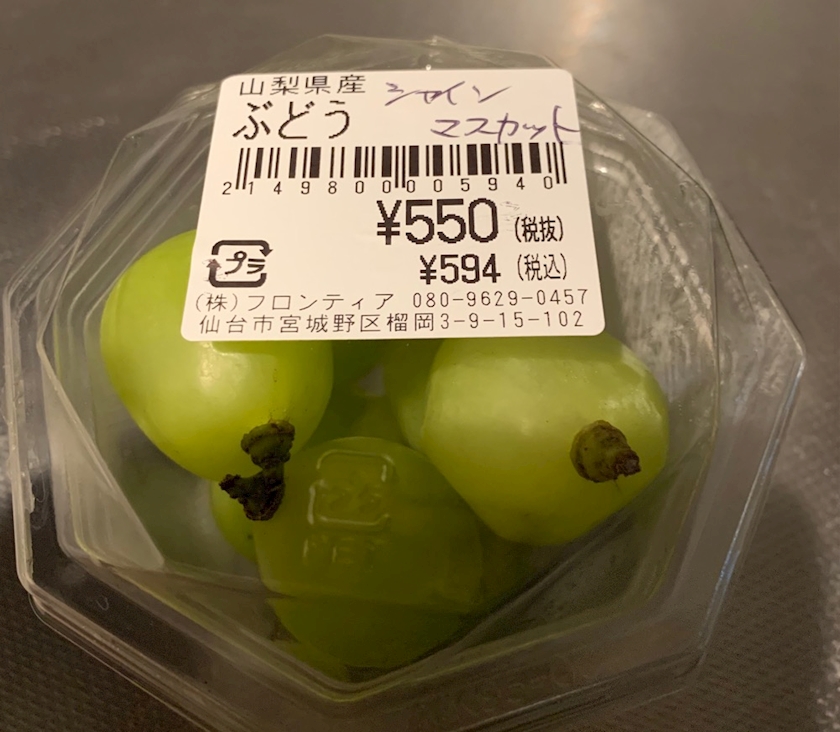 山梨県産 シャイン
ぶどう マスカット
2149800005940
¥550 (税抜)
¥594 (税込)
プラ
(株)フロンティア 080-9629-0457
仙台市宮城野区榴岡3-9-15-102